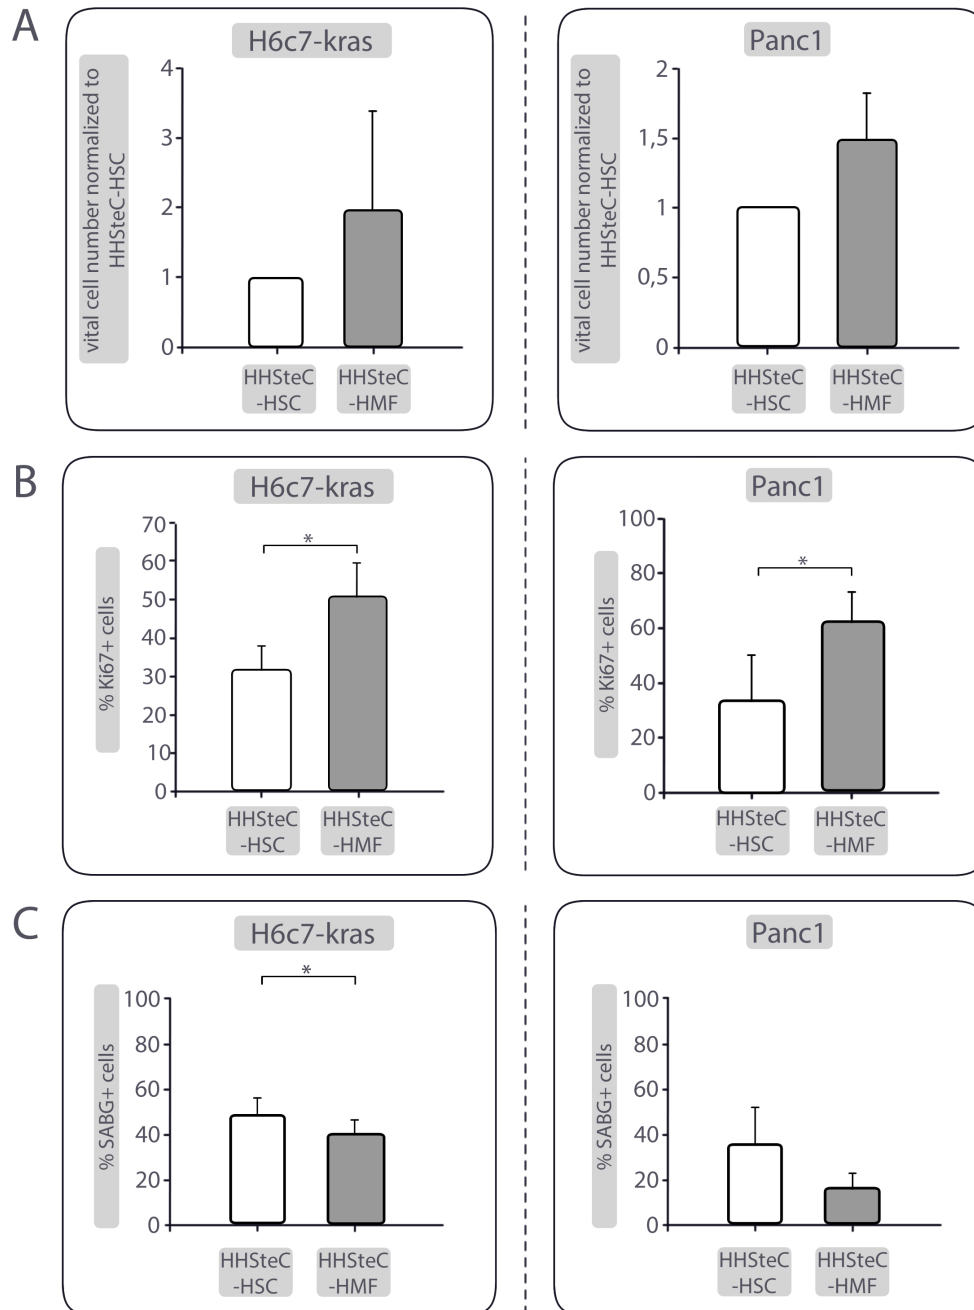 A
H6c7-kras
vital cell number normalized to
HHSteC-HSC
4
3
2
1
0
HHSteC
-HSC
HHSteC
-HMF
Panc1
vital cell number normalized to
HHSteC-HSC
2
1,5
1
0,5
0
HHSteC
-HSC
HHSteC
-HMF
B
H6c7-kras
% Ki67+ cells
70
60
50
40
30
20
10
0
*
HHSteC
-HSC
HHSteC
-HMF
Panc1
% Ki67+ cells
100
80
60
40
20
0
*
HHSteC
-HSC
HHSteC
-HMF
C
H6c7-kras
*
% SABG+ cells
100
80
60
40
20
0
HHSteC
-HSC
HHSteC
-HMF
Panc1
% SABG+ cells
100
80
60
40
20
0
HHSteC
-HSC
HHSteC
-HMF